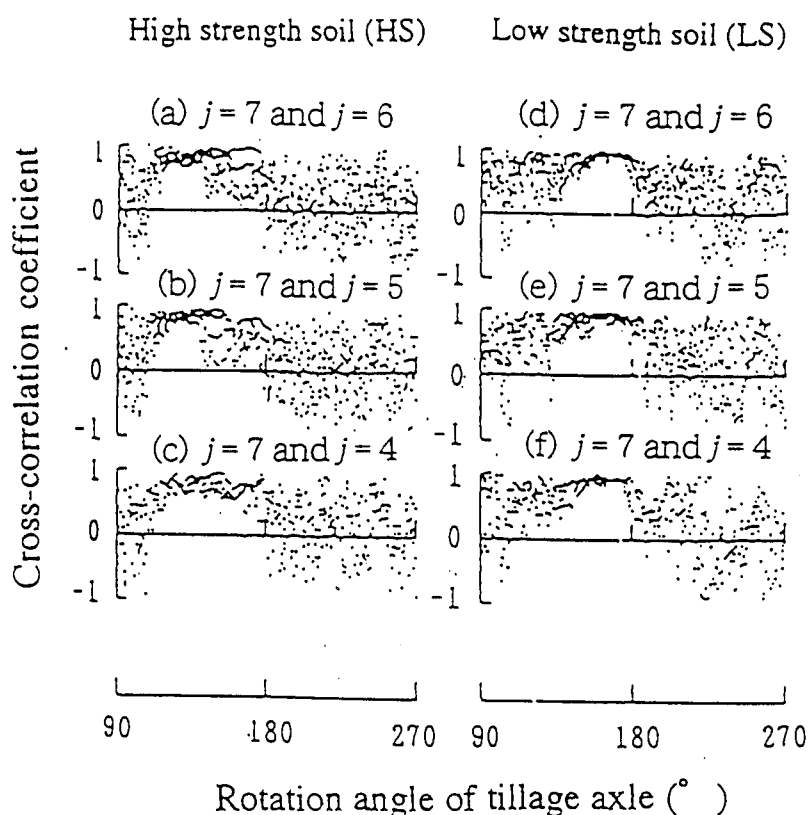 High strength soil (HS) Low strength soil (LS)
(a) j = 7 and j = 6 (d) j = 7 and j = 6
1 1
0 0
-1 -1
(b) j = 7 and j = 5 (e) j = 7 and j = 5
1 1
0 0
-1 -1
(c) j = 7 and j = 4 (f) j = 7 and j = 4
1 1
0 0
-1 -1
Cross-correlation coefficient
90 180 270 90 180 270
Rotation angle of tillage axle (° )